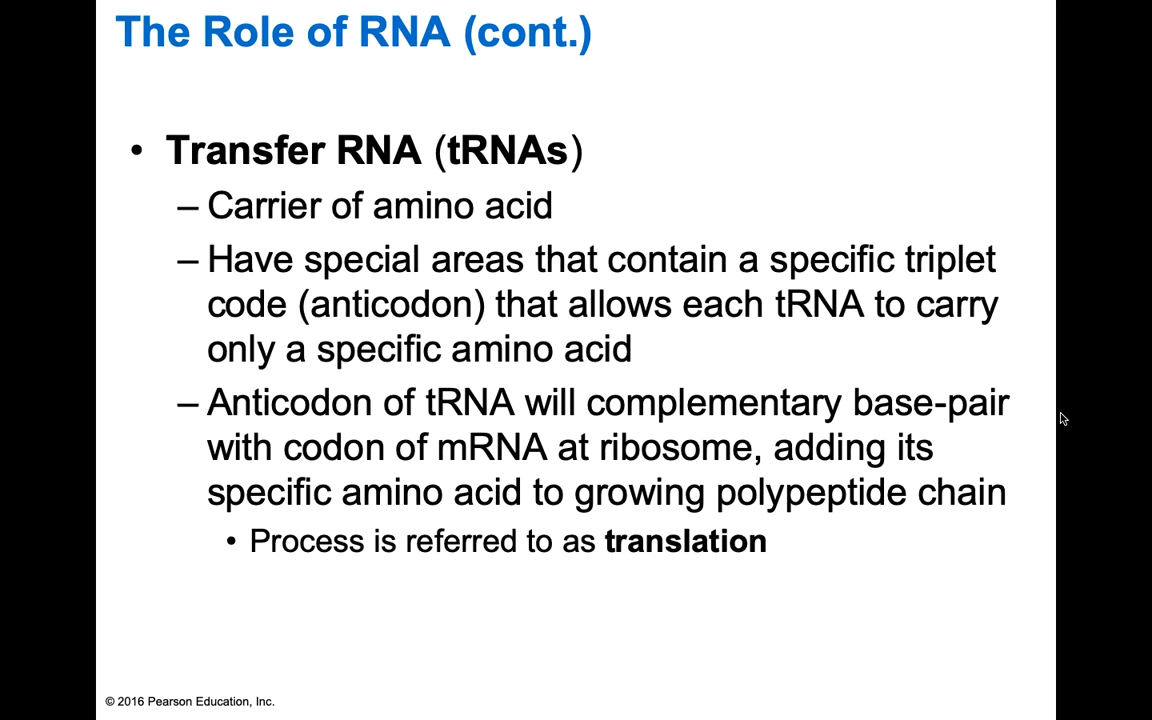 The Role of RNA (cont.)
• Transfer RNA (tRNAs)
– Carrier of amino acid
– Have special areas that contain a specific triplet
code (anticodon) that allows each tRNA to carry
only a specific amino acid
– Anticodon of tRNA will complementary base-pair
with codon of mRNA at ribosome, adding its
specific amino acid to growing polypeptide chain
• Process is referred to as translation
© 2016 Pearson Education, Inc.